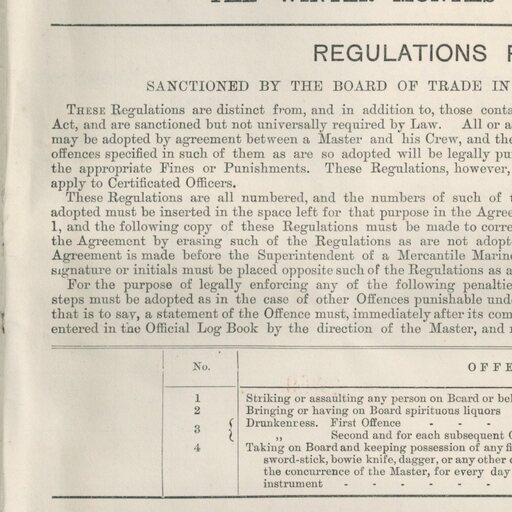 REGULATIONS
SANCTIONED BY THE BOARD OF TRADE IN
THESE Regulations are distinct from, and in addition to, those
Act, and are sanctioned but not universally required by Law. All or
may be adopted by agreement between a Master and his Crew, and the
offences specified in such of them as are so adopted will be legally
the appropriate Fines or Punishments. These Regulations, however,
apply to Certificated Officers.
These Regulations are all numbered, and the numbers of such of
adopted must be inserted in the space left for that purpose in the
1, and the following copy of these Regulations must be made to
the Agreement by erasing such of the Regulations as are not
Agreement is made before the Superintendent of a Mercantile
signature or initials must be placed opposite such of the Regulations as
For the purpose of legally enforcing any of the following
steps must be adopted as in the case of other Offences punishable
that is to say, a statement of the Offence must, immediately after its
entered in the Official Log Book by the direction of the Master, and
No. OFFE
1 Striking or assaulting any person on Board or
2 Bringing or having on Board spirituous liquors - -
3 { Drunkenness. First Offence - - -
„ Second and for each subsequent
4 Taking on Board and keeping possession of any
sword-stick, bowie knife, dagger, or any other
the concurrence of the Master, for every day
instrument - - - - - -